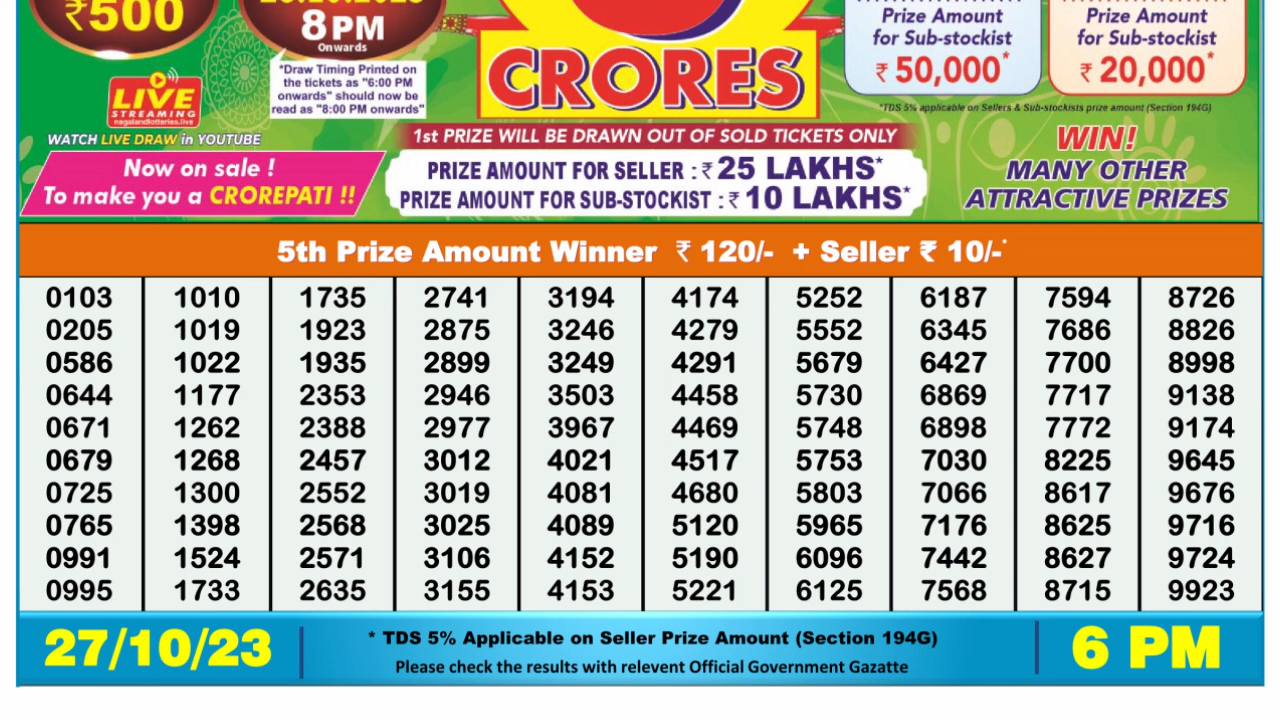 ₹500
8 PM
Onwards
*Draw Timing Printed on
the tickets as "6:00 PM
onwards" should now be
read as "8:00 PM onwards"
LIVE
STREAMING
nagalandlotteries.live
WATCH LIVE DRAW in YOUTUBE
Now on sale !
To make you a CROREPATI !!
CRORES
1st PRIZE WILL BE DRAWN OUT OF SOLD TICKETS ONLY
PRIZE AMOUNT FOR SELLER : ₹ 25 LAKHS*
PRIZE AMOUNT FOR SUB-STOCKIST : ₹ 10 LAKHS*
Prize Amount
for Sub-stockist
₹ 50,000*
Prize Amount
for Sub-stockist
₹ 20,000*
*TDS 5% applicable on Sellers & Sub-stockists prize amount (Section 194G)
WIN!
MANY OTHER
ATTRACTIVE PRIZES
5th Prize Amount Winner ₹ 120/- + Seller ₹ 10/-*
0103 1010 1735 2741 3194 4174 5252 6187 7594 8726
0205 1019 1923 2875 3246 4279 5552 6345 7686 8826
0586 1022 1935 2899 3249 4291 5679 6427 7700 8998
0644 1177 2353 2946 3503 4458 5730 6869 7717 9138
0671 1262 2388 2977 3967 4469 5748 6898 7772 9174
0679 1268 2457 3012 4021 4517 5753 7030 8225 9645
0725 1300 2552 3019 4081 4680 5803 7066 8617 9676
0765 1398 2568 3025 4089 5120 5965 7176 8625 9716
0991 1524 2571 3106 4152 5190 6096 7442 8627 9724
0995 1733 2635 3155 4153 5221 6125 7568 8715 9923
27/10/23
* TDS 5% Applicable on Seller Prize Amount (Section 194G)
Please check the results with relevent Official Government Gazatte
6 PM